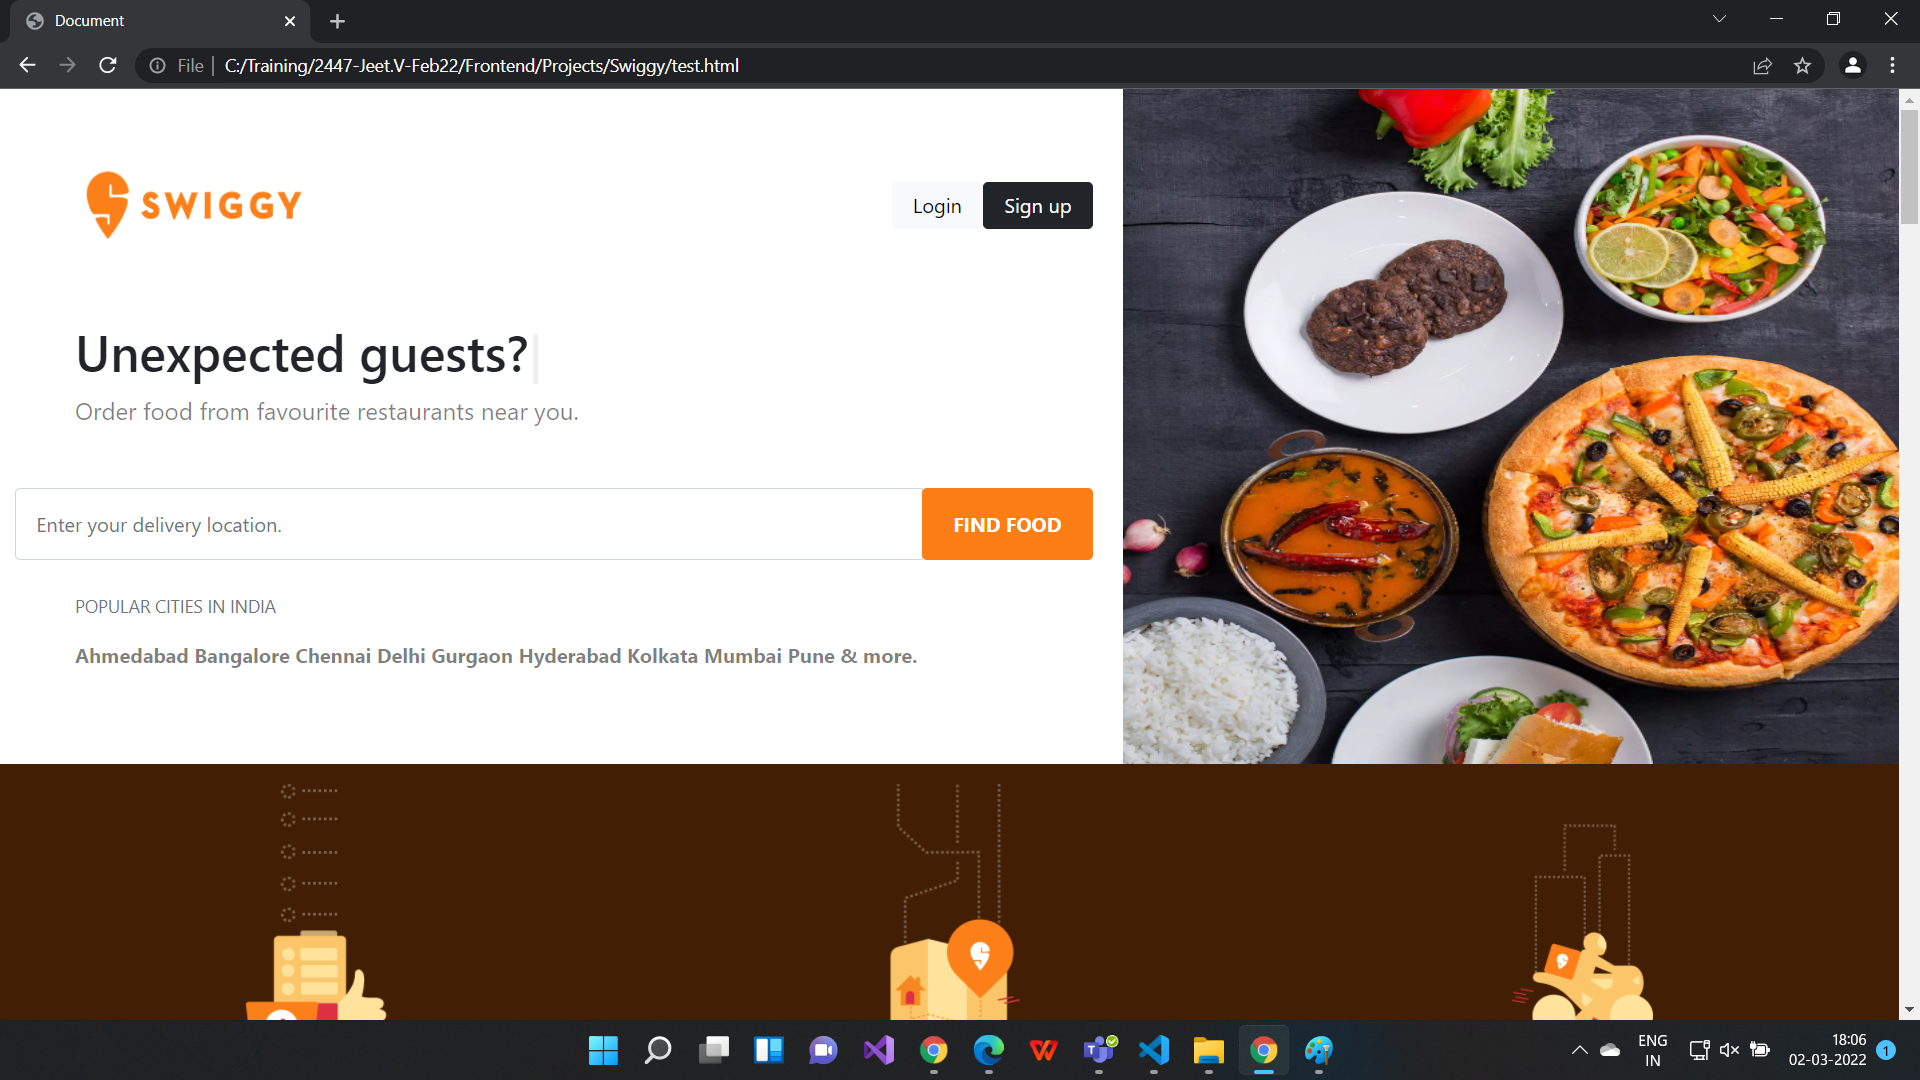 Document
File
C:/Training/2447-Jeet.V-Feb22/Frontend/Projects/Swiggy/test.html
SWIGGY
Login
Sign up
Unexpected guests?
Order food from favourite restaurants near you.
Enter your delivery location.
FIND FOOD
POPULAR CITIES IN INDIA
Ahmedabad Bangalore Chennai Delhi Gurgaon Hyderabad Kolkata Mumbai Pune & more.
ENG
IN
18:06
02-03-2022
1